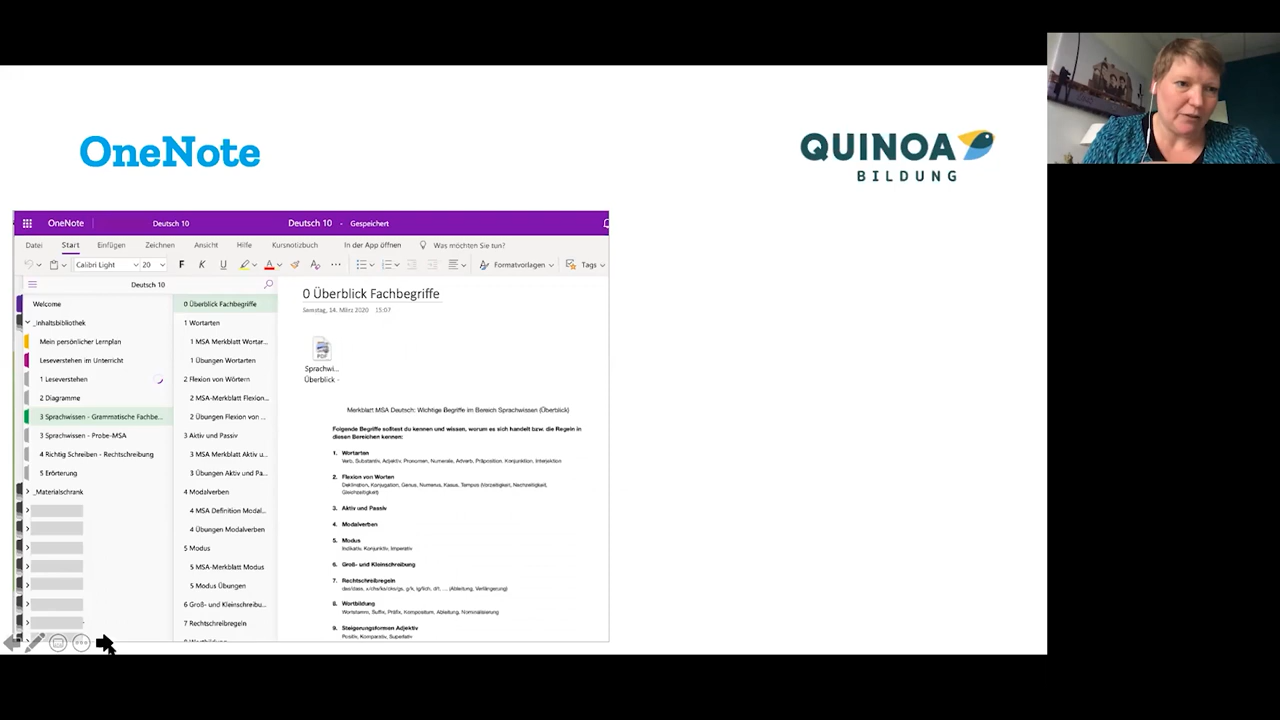 OneNote
QUINOA
BILDUNG
OneNote
Deutsch 10
Deutsch 10 - Gespeichert
Datei
Start
Einfügen
Zeichnen
Ansicht
Hilfe
Kursnotizbuch
In der App öffnen
Was möchten Sie tun?
Calibri Light
20
F
K
U
A
Formatvorlagen
Tags
Deutsch 10
Welcome
_Inhaltsbibliothek
Mein persönlicher Lernplan
Leseverstehen im Unterricht
1 Leseverstehen
2 Diagramme
3 Sprachwissen - Grammatische Fachbe...
3 Sprachwissen - Probe-MSA
4 Richtig Schreiben - Rechtschreibung
5 Erörterung
_Materialschrank
0 Überblick Fachbegriffe
1 Wortarten
1 MSA Merkblatt Wortar...
1 Übungen Wortarten
2 Flexion von Wörtern
2 MSA-Merkblatt Flexion...
2 Übungen Flexion von ...
3 Aktiv und Passiv
3 MSA Merkblatt Aktiv u...
3 Übungen Aktiv und Pa...
4 Modalverben
4 MSA Definition Modal...
4 Übungen Modalverben
5 Modus
5 MSA-Merkblatt Modus
5 Modus Übungen
6 Groß- und Kleinschreibu...
7 Rechtschreibregeln
0 Überblick Fachbegriffe
Samstag, 14. März 2020 15:07
PDF
Sprachwi...
Überblick -
Merkblatt MSA Deutsch: Wichtige Begriffe im Bereich Sprachwissen (Überblick)
Folgende Begriffe solltest du kennen und wissen, worum es sich handelt bzw. die Regeln in
diesen Bereichen kennen:
1. Wortarten
Verb, Substantiv, Adjektiv, Pronomen, Numerale, Adverb, Präposition, Konjunktion, Interjektion
2. Flexion von Worten
Deklination, Konjugation, Genus, Numerus, Kasus, Tempus (Vorzeitigkeit, Nachzeitigkeit,
Gleichzeitigkeit)
3. Aktiv und Passiv
4. Modalverben
5. Modus
Indikativ, Konjunktiv, Imperativ
6. Groß- und Kleinschreibung
7. Rechtschreibregeln
(Ableitung, Verlängerung)
8. Wortbildung
Wortstamm, Suffix, Präfix, Kompositum, Ableitung, Nominalisierung
9. Steigerungsformen Adjektiv
Positiv, Komparativ, Superlativ